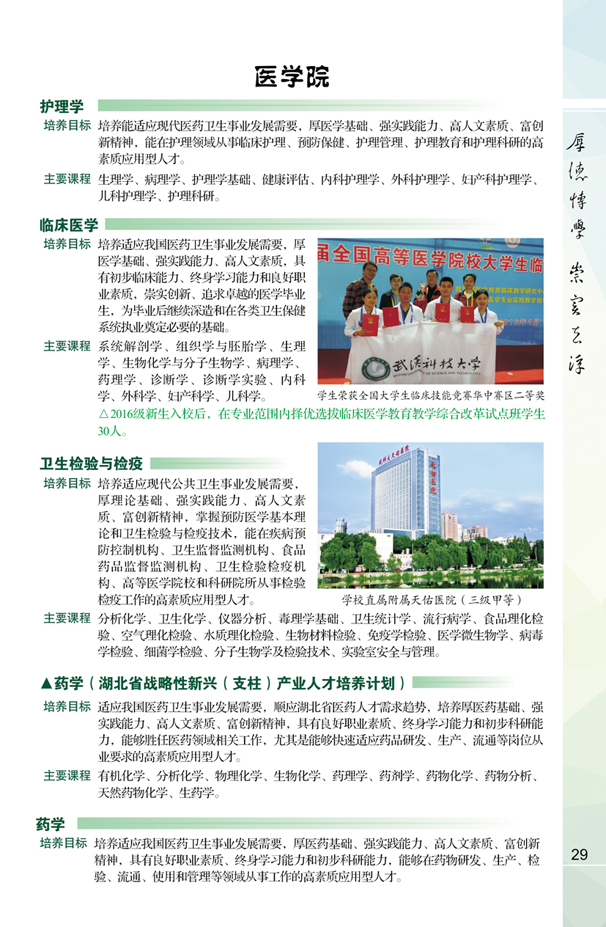 医学院
护理学
培养目标 培养能适应现代医药卫生事业发展需要，厚医学基础、强实践能力、高人文素质、富创
新精神，能在护理领域从事临床护理、预防保健、护理管理、护理教育和护理科研的高
素质应用型人才。
主要课程 生理学、病理学、护理学基础、健康评估、内科护理学、外科护理学、妇产科护理学、
儿科护理学、护理科研。
临床医学
培养目标 培养适应我国医药卫生事业发展需要，厚
医学基础、强实践能力、高人文素质，具
有初步临床能力、终身学习能力和良好职
业素质，崇实创新、追求卓越的医学毕业
生，为毕业后继续深造和在各类卫生保健
系统执业奠定必要的基础。
主要课程 系统解剖学、组织学与胚胎学、生理
学、生物化学与分子生物学、病理学、
药理学、诊断学、诊断学实验、内科
学、外科学、妇产科学、儿科学。
届全国高等医学院校大学生临
武汉科技大学
学生荣获全国大学生临床技能竞赛华中赛区二等奖
△2016级新生入校后，在专业范围内择优选拔临床医学教育教学综合改革试点班学生
30人。
卫生检验与检疫
培养目标 培养适应现代公共卫生事业发展需要，
厚理论基础、强实践能力、高人文素
质、富创新精神，掌握预防医学基本理
论和卫生检验与检疫技术，能在疾病预
防控制机构、卫生监督监测机构、食品
药品监督监测机构、卫生检验检疫机
构、高等医学院校和科研院所从事检验
检疫工作的高素质应用型人才。
学校直属附属天佑医院（三级甲等）
主要课程 分析化学、卫生化学、仪器分析、毒理学基础、卫生统计学、流行病学、食品理化检
验、空气理化检验、水质理化检验、生物材料检验、免疫学检验、医学微生物学、病毒
学检验、细菌学检验、分子生物学及检验技术、实验室安全与管理。
▲药学（湖北省战略性新兴（支柱）产业人才培养计划）
培养目标 适应我国医药卫生事业发展需要，顺应湖北省医药人才需求趋势，培养厚医药基础、强
实践能力、高人文素质、富创新精神，具有良好职业素质、终身学习能力和初步科研能
力，能够胜任医药领域相关工作，尤其是能够快速适应药品研发、生产、流通等岗位从
业要求的高素质应用型人才。
主要课程 有机化学、分析化学、物理化学、生物化学、药理学、药剂学、药物化学、药物分析、
天然药物化学、生药学。
药学
培养目标 培养适应我国医药卫生事业发展需要，厚医药基础、强实践能力、高人文素质、富创新
精神，具有良好职业素质、终身学习能力和初步科研能力，能够在药物研发、生产、检
验、流通、使用和管理等领域从事工作的高素质应用型人才。
厚德博学 崇实去浮
29